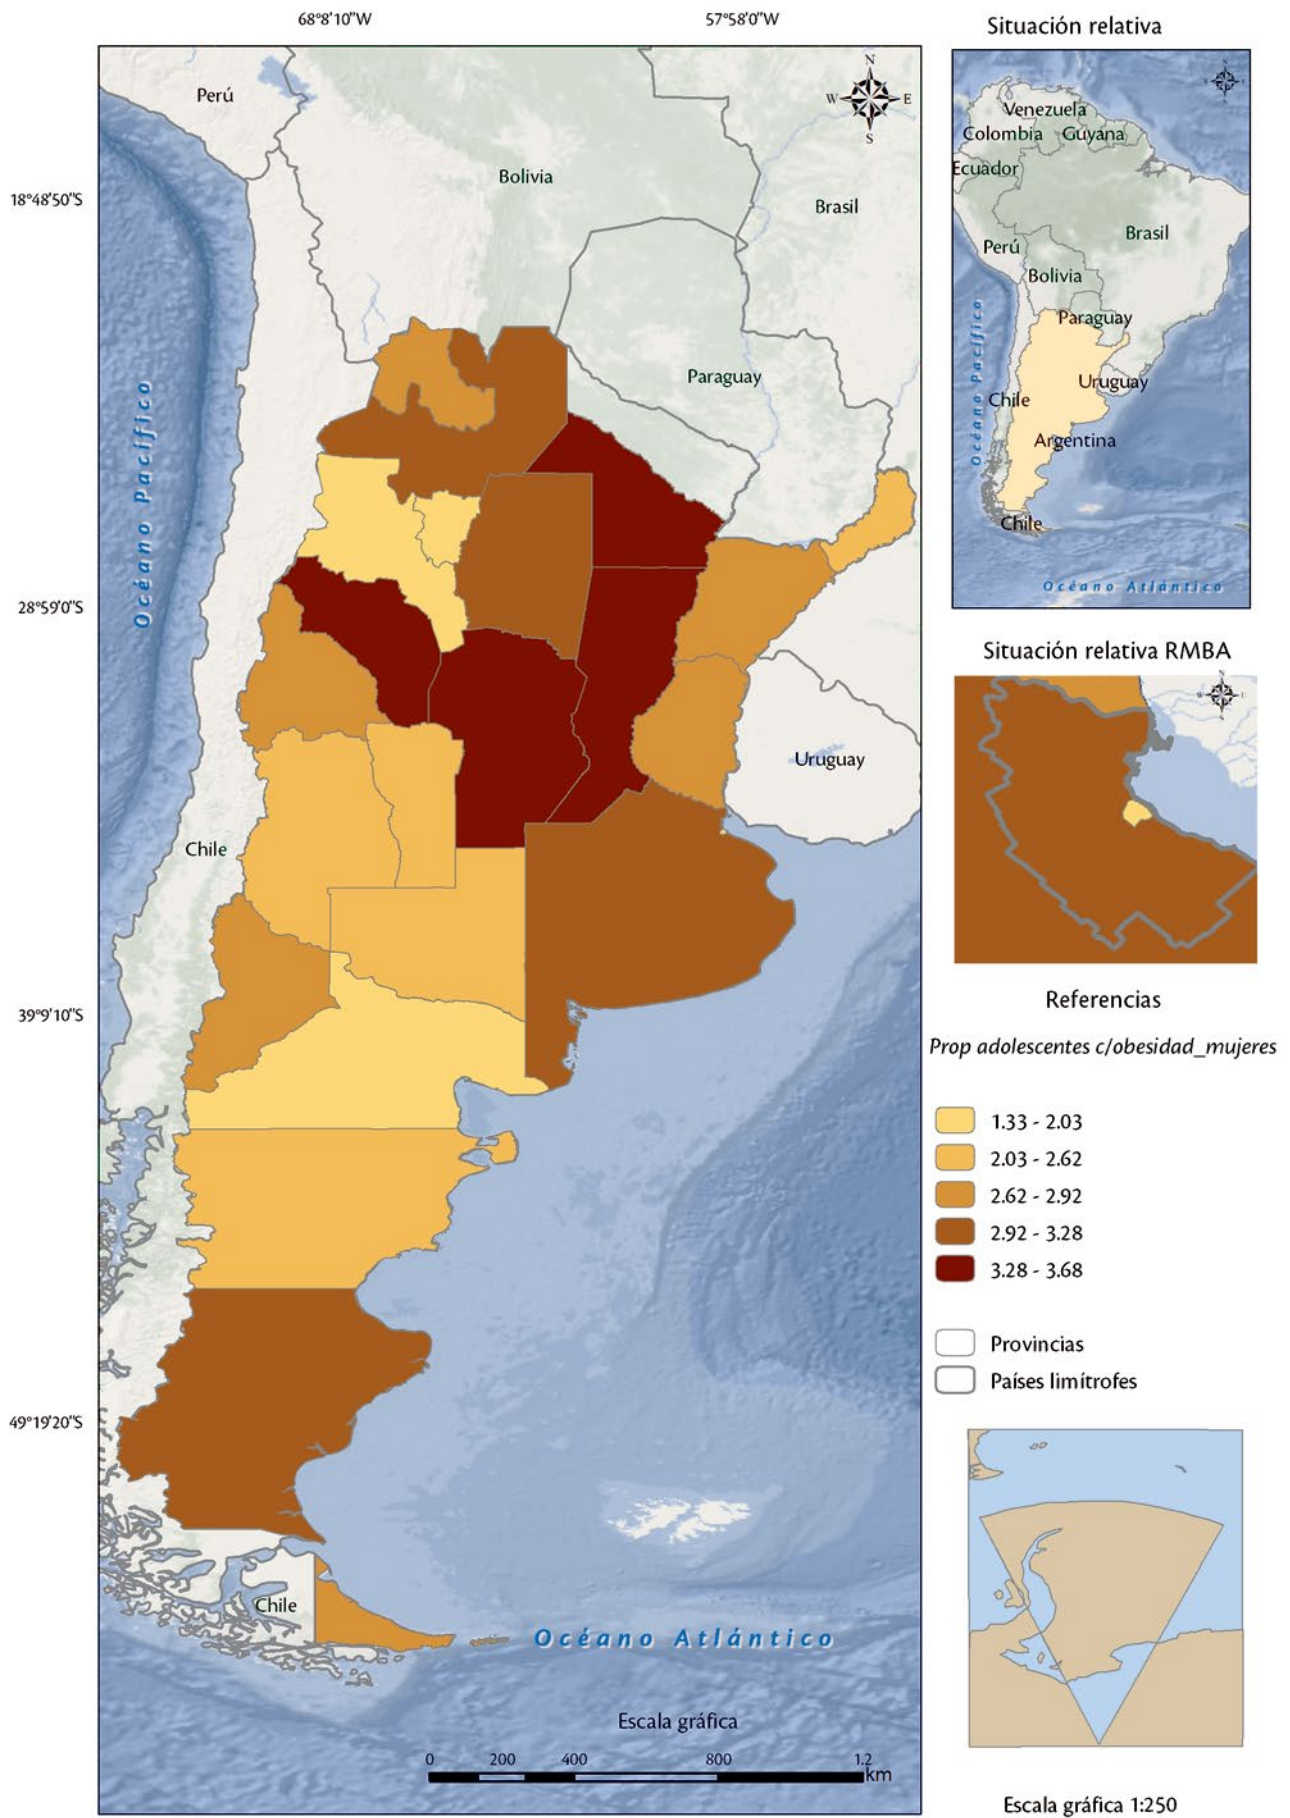 68°8'10"W
57°58'0"W
Situación relativa
N
W
E
S
Perú
Bolivia
Brasil
18°48'50"S
Paraguay
Océano Pacífico
28°59'0"S
Uruguay
Chile
39°9'10"S
49°19'20"S
Chile
Océano Atlántico
Escala gráfica
0
200
400
800
1.2
km
Venezuela
Colombia
Guyana
Ecuador
Brasil
Perú
Bolivia
Paraguay
Uruguay
Chile
Argentina
Océano Pacífico
Chile
Océano Atlántico
Situación relativa RMBA
N
W
E
S
Referencias
Prop adolescentes c/obesidad_mujeres
1.33 - 2.03
2.03 - 2.62
2.62 - 2.92
2.92 - 3.28
3.28 - 3.68
Provincias
Países limítrofes
Escala gráfica 1:250